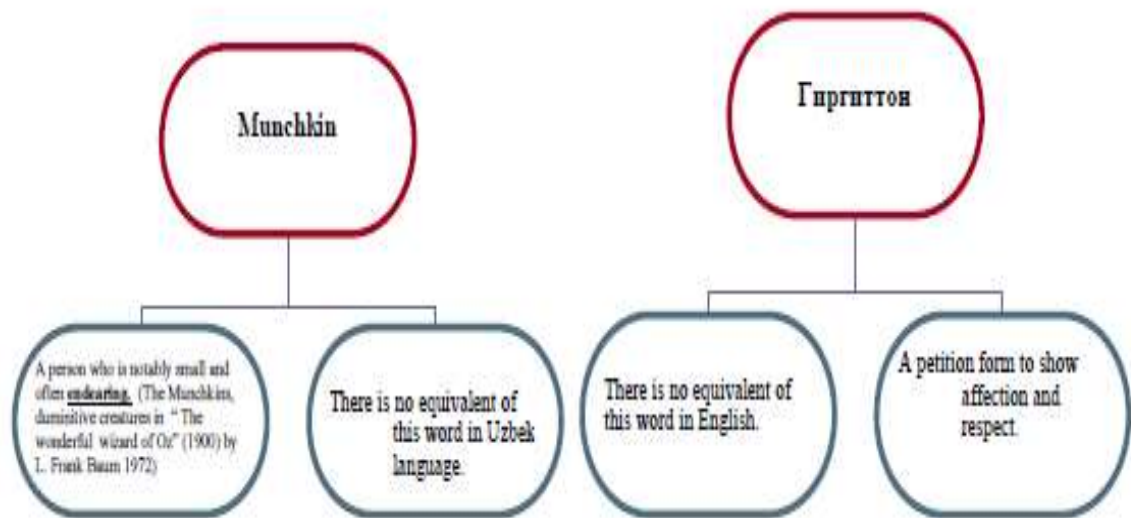 Munchkin
Гиргиттон
A person who is notably small and
often endearing. (The Munchkins,
duminitive creatures in “ The
wonderful wizard of Oz” (1900) by
L. Frank Baum 1972)
There is no equivalent of
this word in Uzbek
language.
There is no equivalent of
this word in English.
A petition form to show
affection and
respect.